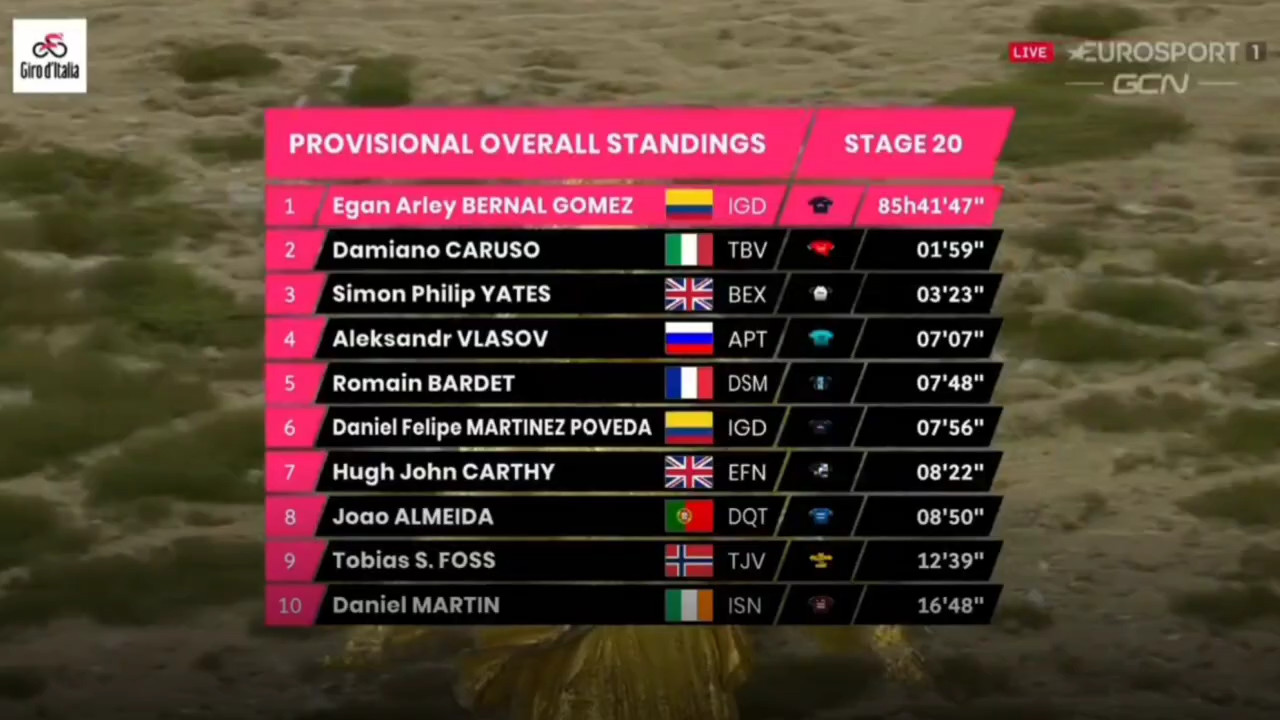 Giro d'Italia
LIVE EUROSPORT 1
GCN
PROVISIONAL OVERALL STANDINGS STAGE 20
1 Egan Arley BERNAL GOMEZ IGD 85h41'47"
2 Damiano CARUSO TBV 01'59"
3 Simon Philip YATES BEX 03'23"
4 Aleksandr VLASOV APT 07'07"
5 Romain BARDET DSM 07'48"
6 Daniel Felipe MARTINEZ POVEDA IGD 07'56"
7 Hugh John CARTHY EFN 08'22"
8 Joao ALMEIDA DQT 08'50"
9 Tobias S. FOSS TJV 12'39"
10 Daniel MARTIN ISN 16'48"